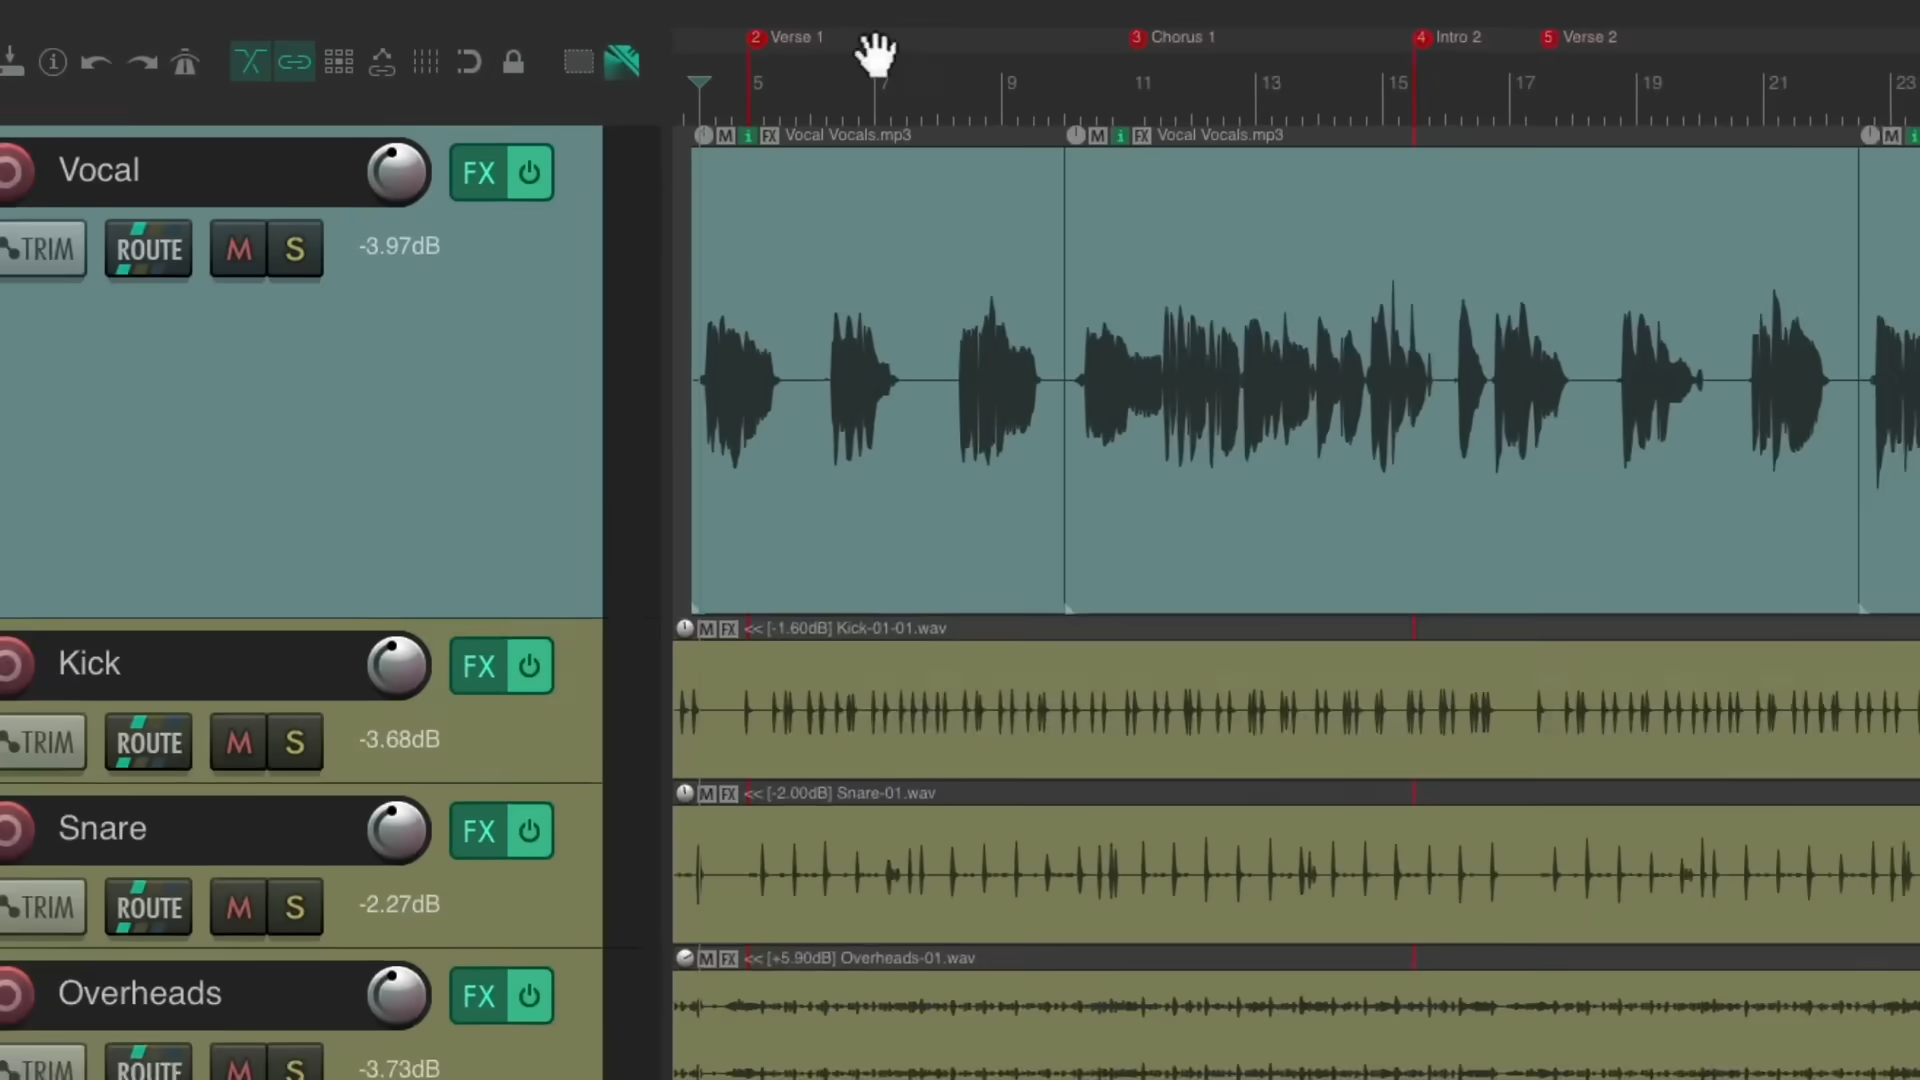 2 Verse 1 3 Chorus 1 4 Intro 2 5 Verse 2
5 7 9 11 13 15 17 19 21 23
M i FX Vocal Vocals.mp3 M i FX Vocal Vocals.mp3 M i
Vocal FX
TRIM ROUTE M S -3.97dB
M FX << [-1.60dB] Kick-01-01.wav
Kick FX
TRIM ROUTE M S -3.68dB
M FX << [-2.00dB] Snare-01.wav
Snare FX
TRIM ROUTE M S -2.27dB
M FX << [+5.90dB] Overheads-01.wav
Overheads FX
TRIM ROUTE M S -3.73dB